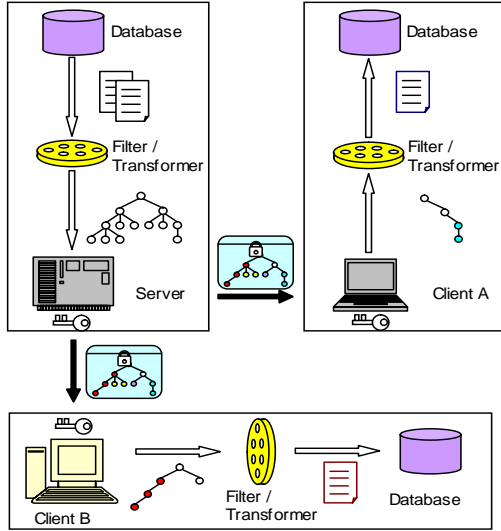 Database
Database
Filter /
Transformer
Filter /
Transformer
Server
Client A
Client B
Filter /
Transformer
Database